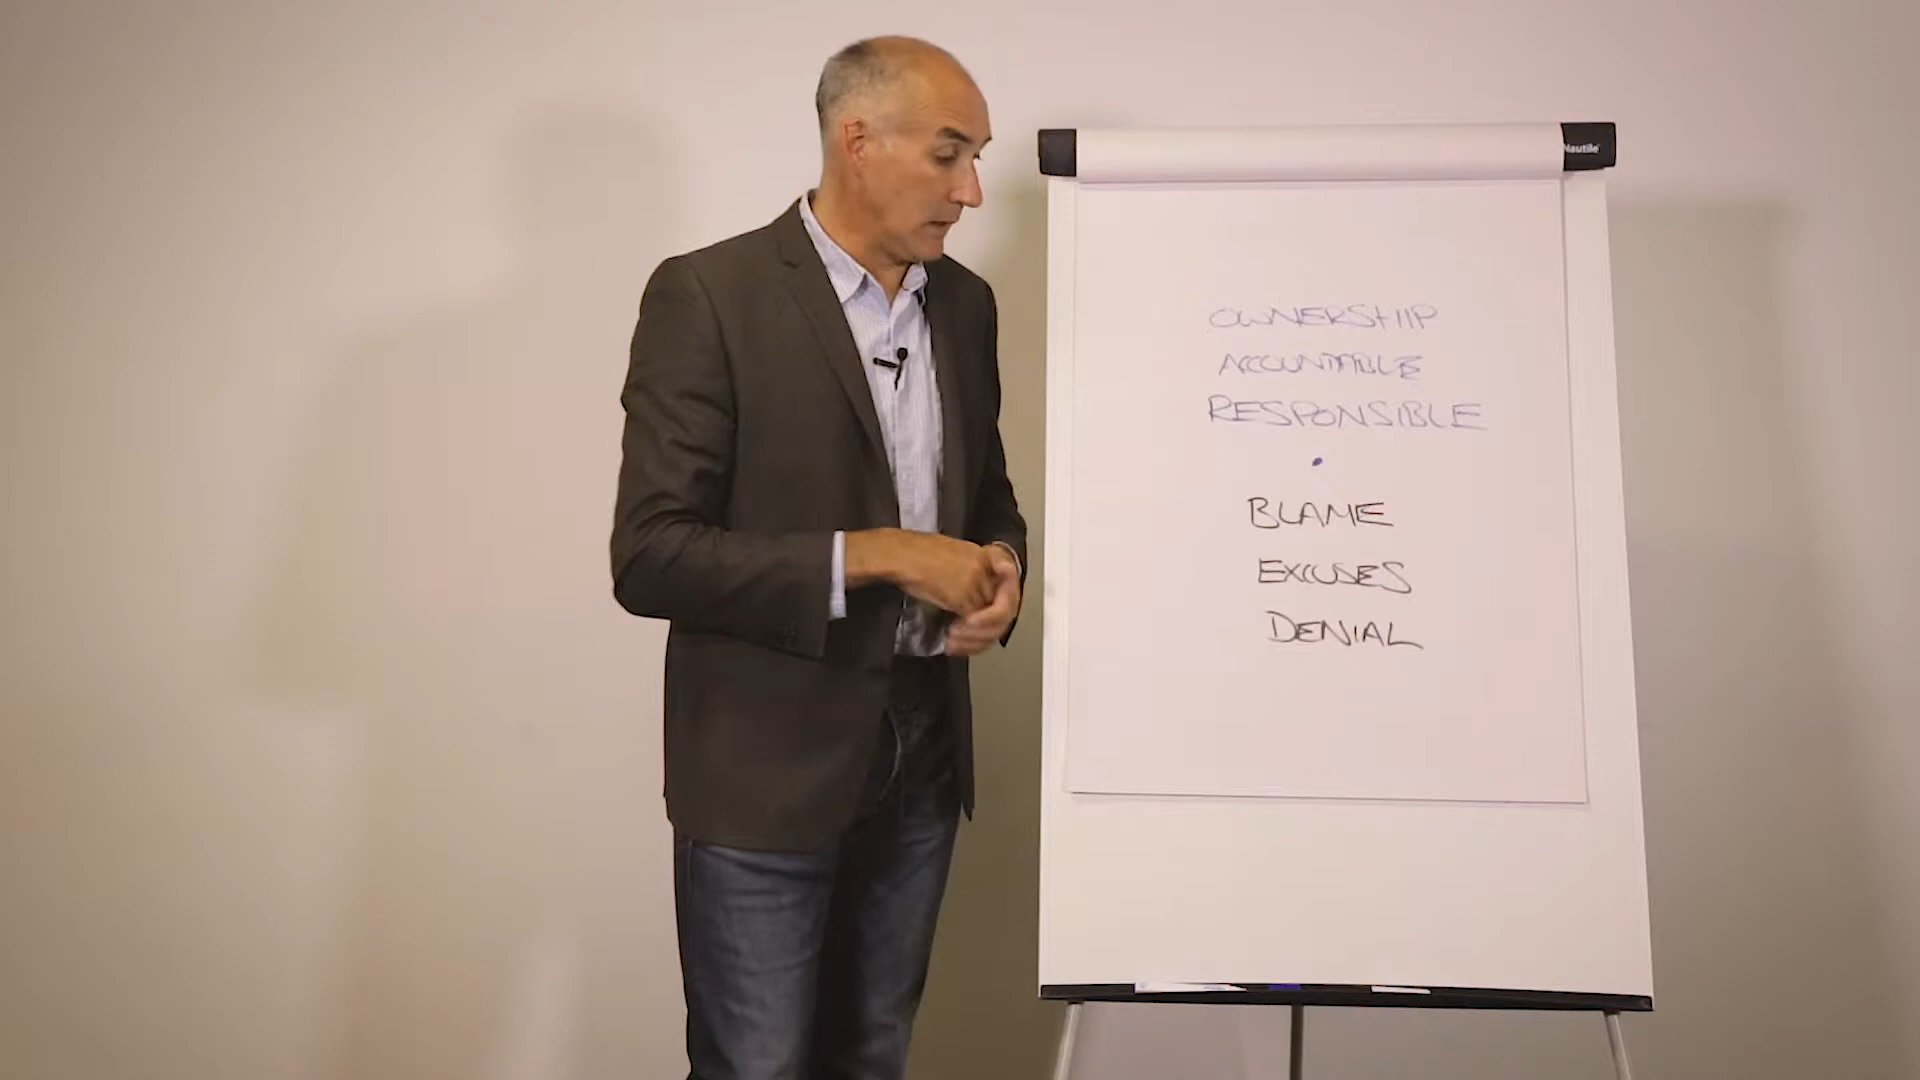 Nautile
OWNERSHIP
ACCOUNTABLE
RESPONSIBLE
•
BLAME
EXCUSES
DENIAL